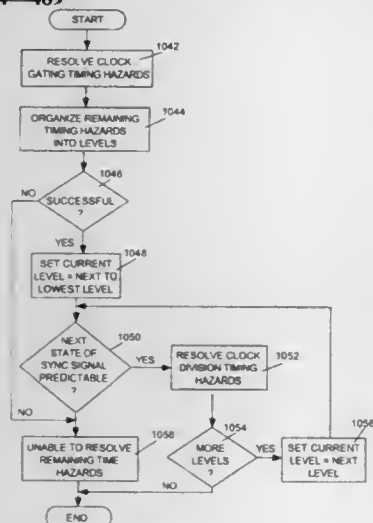 START
1042
RESOLVE CLOCK
GATING TIMING HAZARDS
1044
ORGANIZE REMAINING
TIMING HAZARDS
INTO LEVELS
1046
NO
SUCCESSFUL
?
YES
1048
SET CURRENT
LEVEL = NEXT TO
LOWEST LEVEL
1050
NEXT
STATE OF
SYNC SIGNAL
PREDICTABLE
?
YES
RESOLVE CLOCK
DIVISION TIMING
HAZARDS
1052
NO
1058
UNABLE TO RESOLVE
REMAINING TIME
HAZARDS
1054
MORE
LEVELS
?
YES
1056
SET CURRENT
LEVEL = NEXT
LEVEL
NO
END